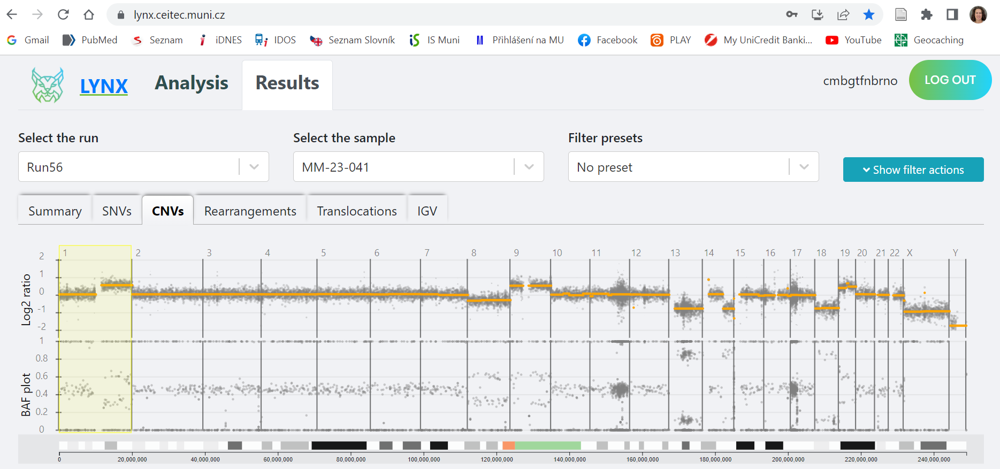 lynx.ceitec.muni.cz
Gmail PubMed Seznam iDNES IDOS Seznam Slovník IS Muni Přihlášení na MU Facebook PLAY My UniCredit Banki... YouTube Geocaching
LYNX Analysis Results cmbgtfnbrno LOG OUT
Select the run Select the sample Filter presets
Run56 MM-23-041 No preset Show filter actions
Summary SNVs CNVs Rearrangements Translocations IGV
1 2 3 4 5 6 7 8 9 10 11 12 13 14 15 16 17 18 19 20 21 22 X Y
Log2 ratio
2
1
0
-1
-2
BAF plot
1
0.8
0.6
0.4
0.2
0
0 20,000,000 40,000,000 60,000,000 80,000,000 100,000,000 120,000,000 140,000,000 160,000,000 180,000,000 200,000,000 220,000,000 240,000,000